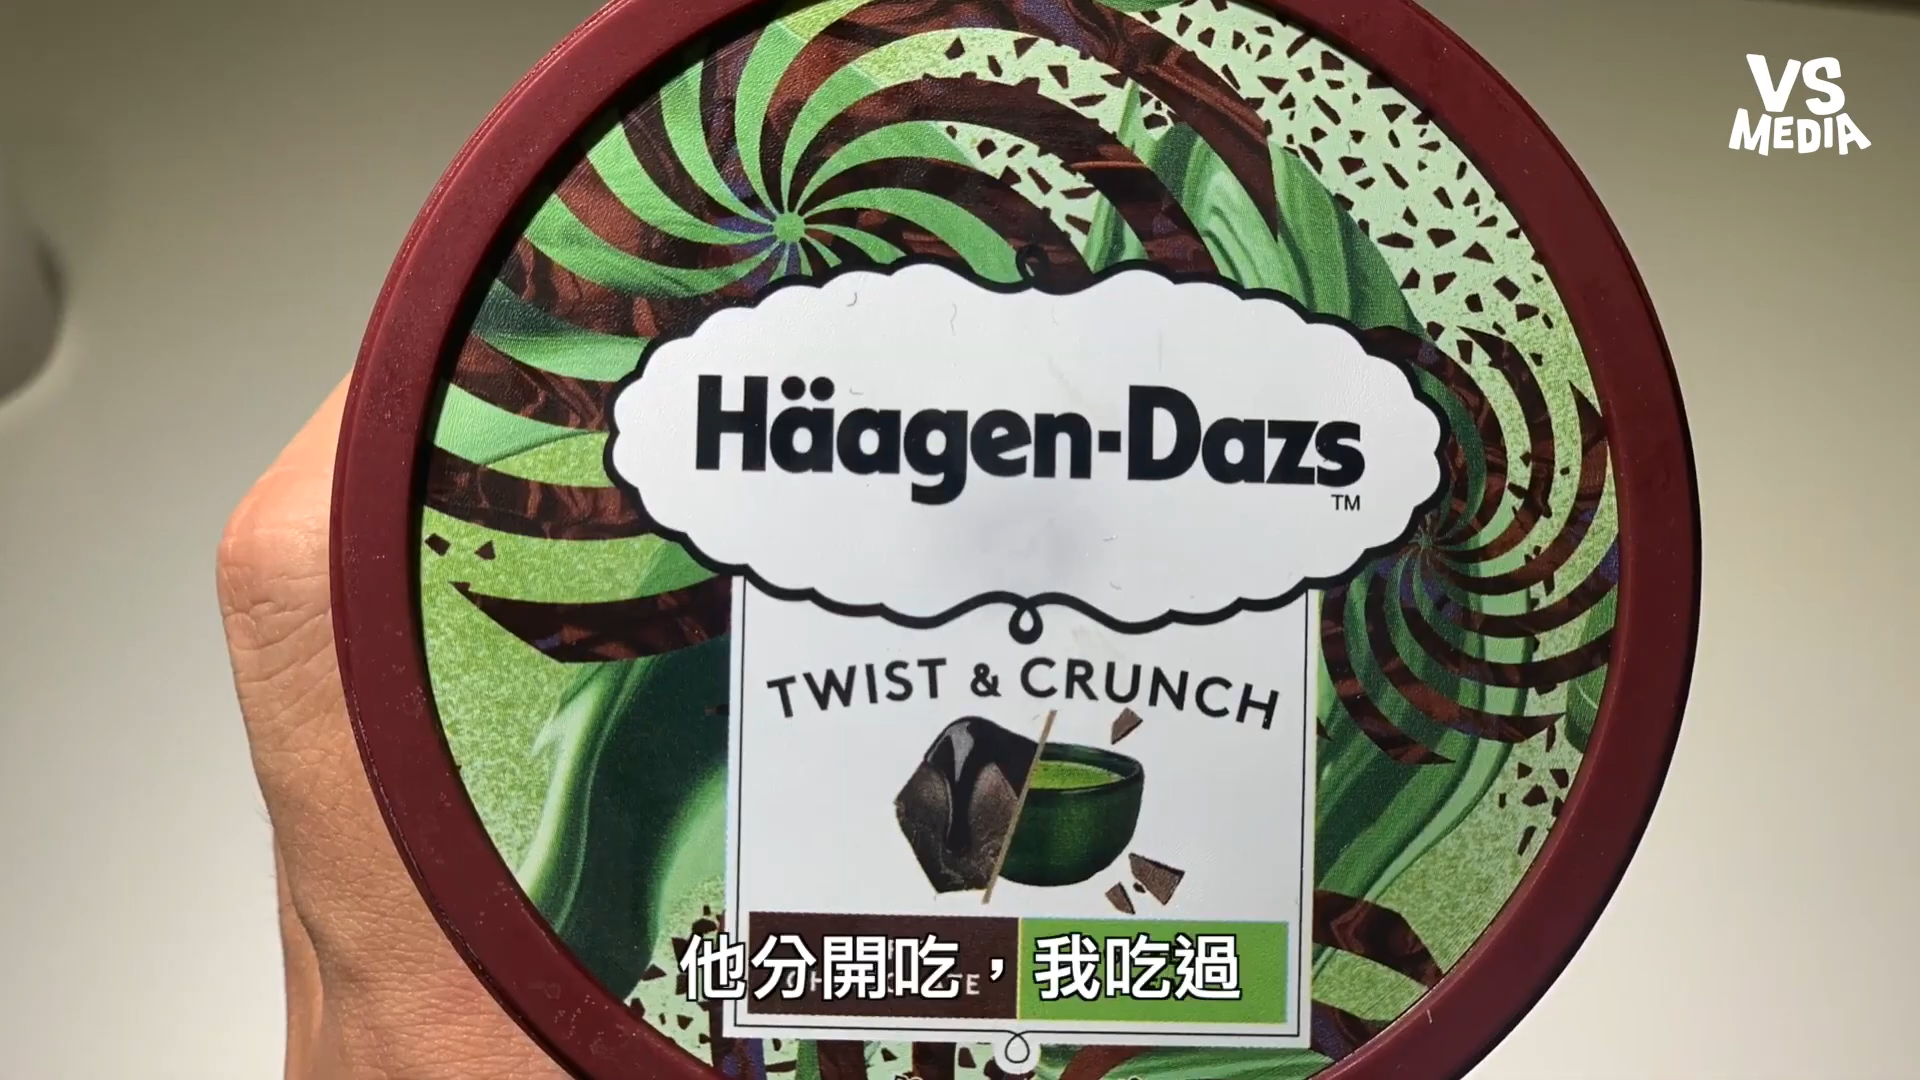 VS
MEDIA
Häagen-Dazs
TM
TWIST & CRUNCH
他分開吃，我吃過